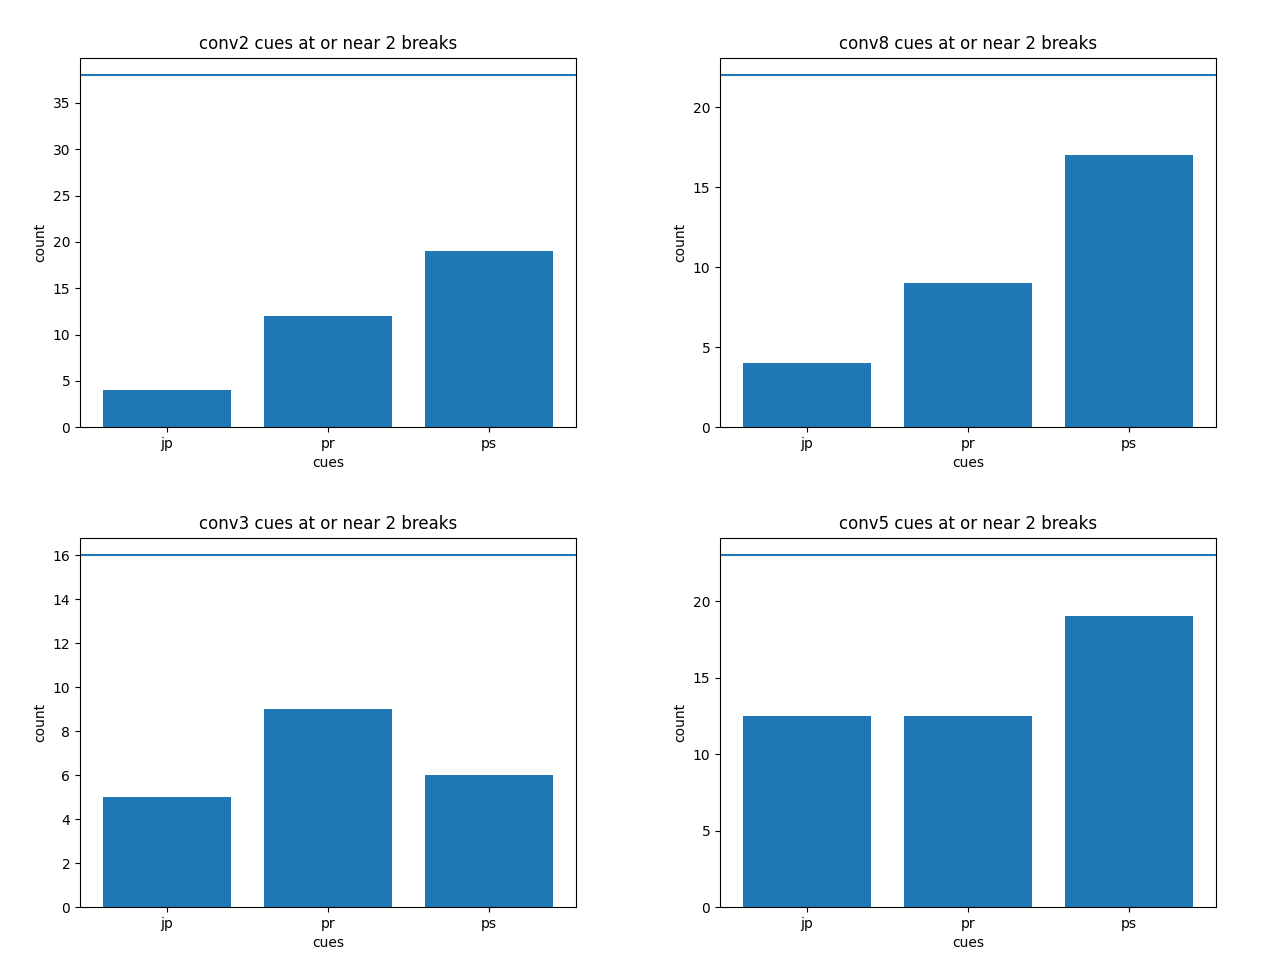 conv2 cues at or near 2 breaks
35
30
25
20
15
10
5
0
count
jp pr ps
cues
conv8 cues at or near 2 breaks
20
15
10
5
0
count
jp pr ps
cues
conv3 cues at or near 2 breaks
16
14
12
10
8
6
4
2
0
count
jp pr ps
cues
conv5 cues at or near 2 breaks
20
15
10
5
0
count
jp pr ps
cues